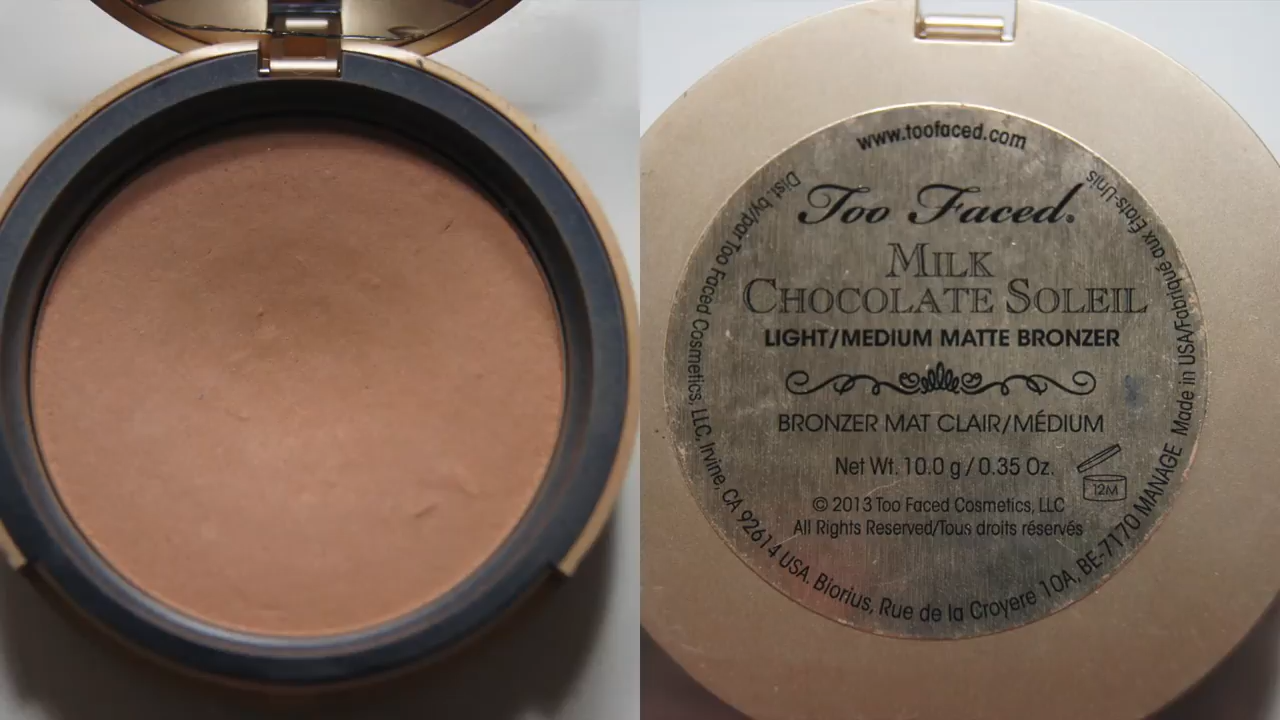 www.toofaced.com
Too Faced.®
MILK
CHOCOLATE SOLEIL
LIGHT/MEDIUM MATTE BRONZER
BRONZER MAT CLAIR/MÉDIUM
Net Wt. 10.0 g / 0.35 Oz.
12M
© 2013 Too Faced Cosmetics, LLC
All Rights Reserved/Tous droits réservés
Dist. by/par Too Faced Cosmetics, LLC, Irvine, CA 92614 USA. Biorius, Rue de la Croyere 10A, BE-7170 MANAGE Made in USA/Fabriqué aux États-Unis